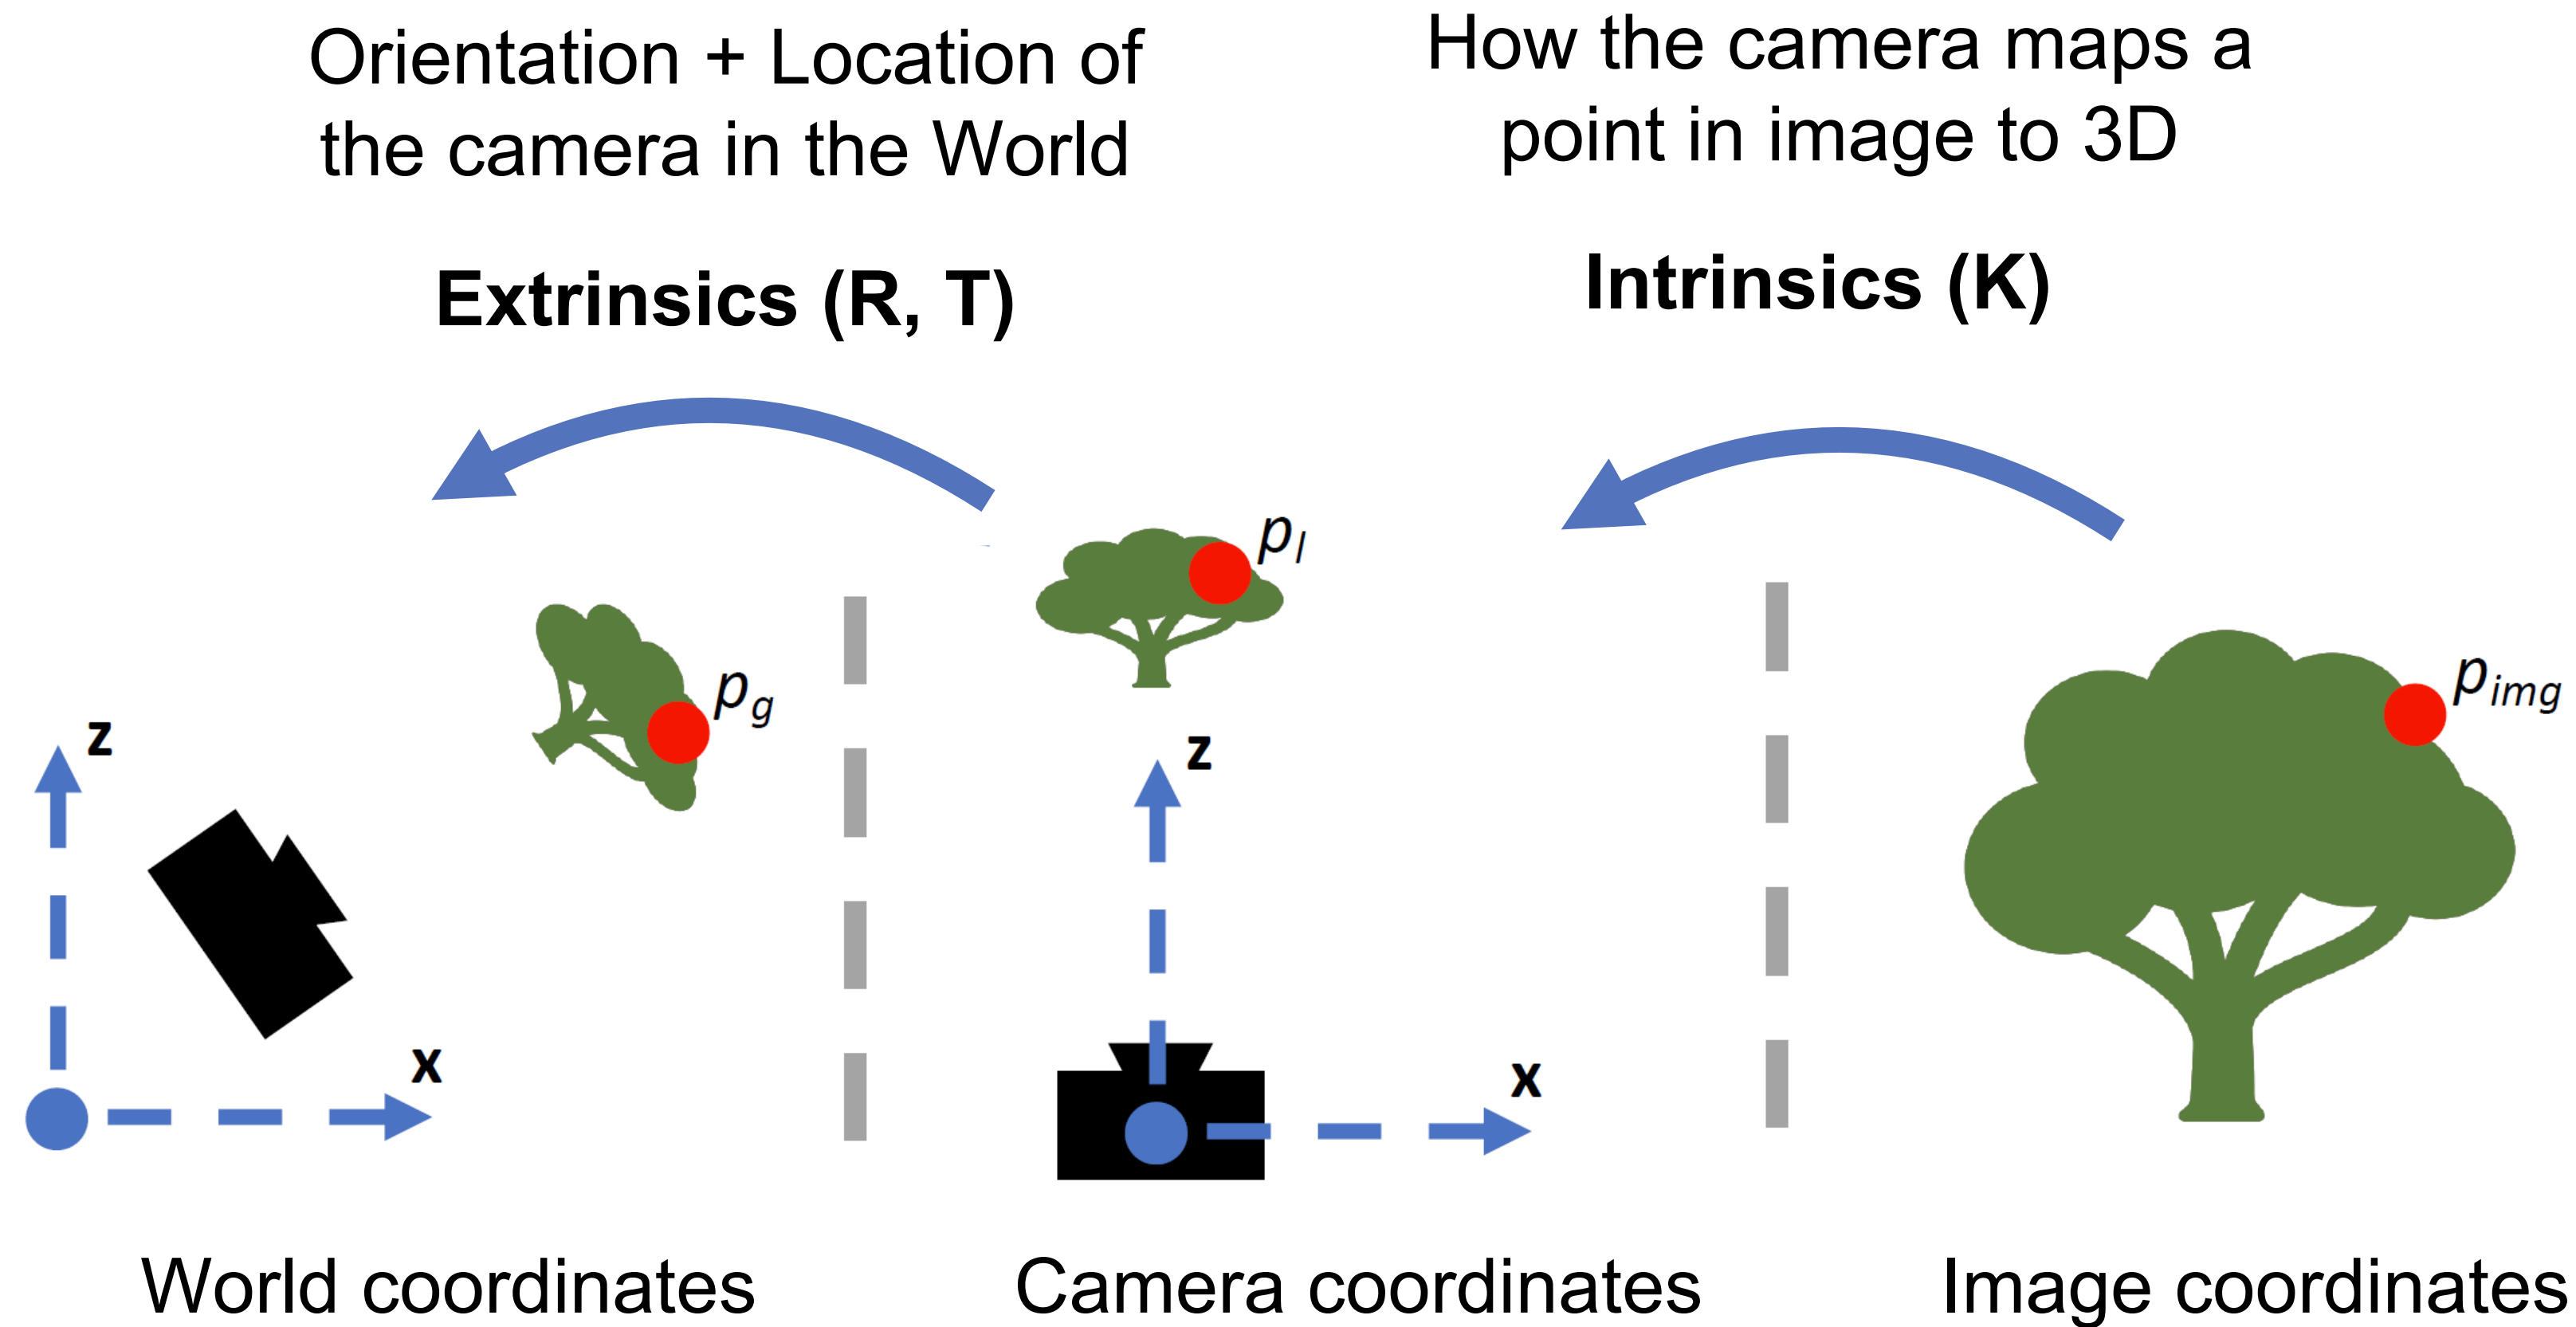 Orientation + Location of
the camera in the World
How the camera maps a
point in image to 3D
Extrinsics (R, T)
Intrinsics (K)
p_l
p_g
p_img
z
z
x
x
World coordinates
Camera coordinates
Image coordinates